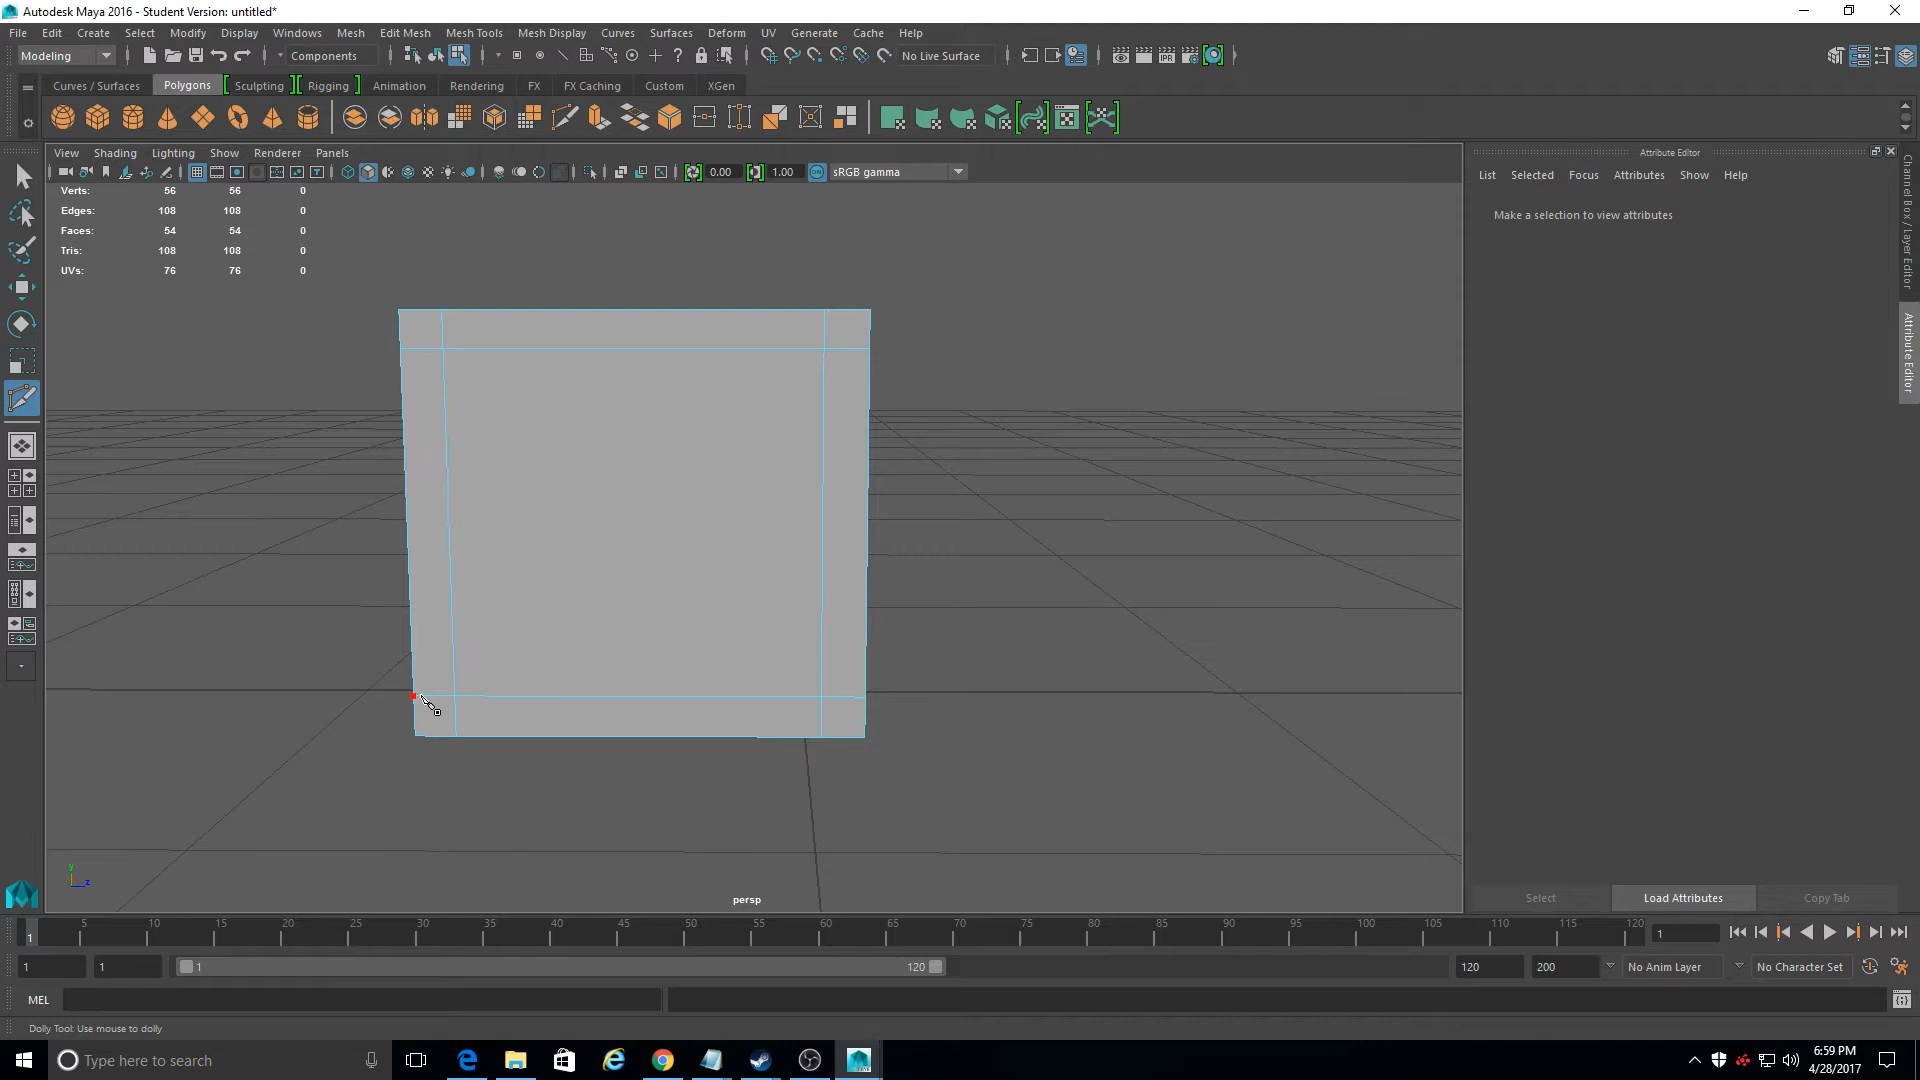 Autodesk Maya 2016 - Student Version: untitled*
File Edit Create Select Modify Display Windows Mesh Edit Mesh Mesh Tools Mesh Display Curves Surfaces Deform UV Generate Cache Help
Modeling Components No Live Surface
Curves / Surfaces Polygons Sculpting Rigging Animation Rendering FX FX Caching Custom XGen
View Shading Lighting Show Renderer Panels
0.00 1.00 ON sRGB gamma
Verts: 56 56 0
Edges: 108 108 0
Faces: 54 54 0
Tris: 108 108 0
UVs: 76 76 0
Attribute Editor
List Selected Focus Attributes Show Help
Make a selection to view attributes
Channel Box / Layer Editor
Attribute Editor
y
z
persp
Select Load Attributes Copy Tab
1 5 10 15 20 25 30 35 40 45 50 55 60 65 70 75 80 85 90 95 100 105 110 115 120 1
1 1 1 120 120 200 No Anim Layer No Character Set
MEL
Dolly Tool: Use mouse to dolly
Type here to search
6:59 PM
4/28/2017